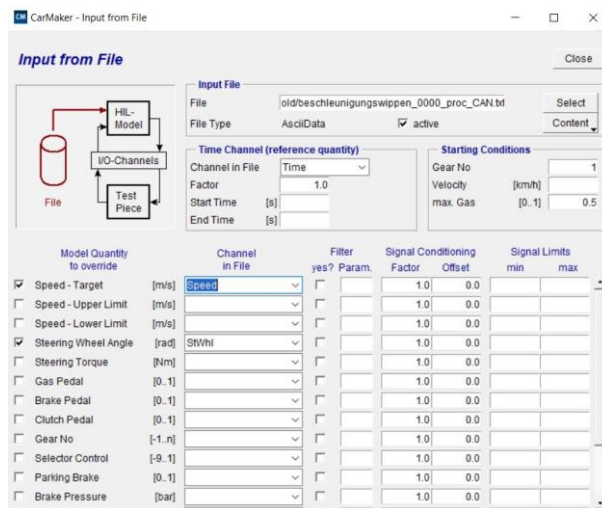 CM CarMaker - Input from File
Input from File
Close
HIL-
Model
I/O-Channels
Test
Piece
File
Input File
File old/beschleunigungswippen_0000_proc_CAN.txt Select
File Type AsciiData active Content
Time Channel (reference quantity)
Channel in File Time
Factor 1.0
Start Time [s]
End Time [s]
Starting Conditions
Gear No 1
Velocity [km/h]
max. Gas [0..1] 0.5
Model Quantity Channel Filter Signal Conditioning Signal Limits
to override in File yes? Param. Factor Offset min max
Speed - Target [m/s] Speed 1.0 0.0
Speed - Upper Limit [m/s] 1.0 0.0
Speed - Lower Limit [m/s] 1.0 0.0
Steering Wheel Angle [rad] StWhl 1.0 0.0
Steering Torque [Nm] 1.0 0.0
Gas Pedal [0..1] 1.0 0.0
Brake Pedal [0..1] 1.0 0.0
Clutch Pedal [0..1] 1.0 0.0
Gear No [-1..n] 1.0 0.0
Selector Control [-9..1] 1.0 0.0
Parking Brake [0..1] 1.0 0.0
Brake Pressure [bar] 1.0 0.0